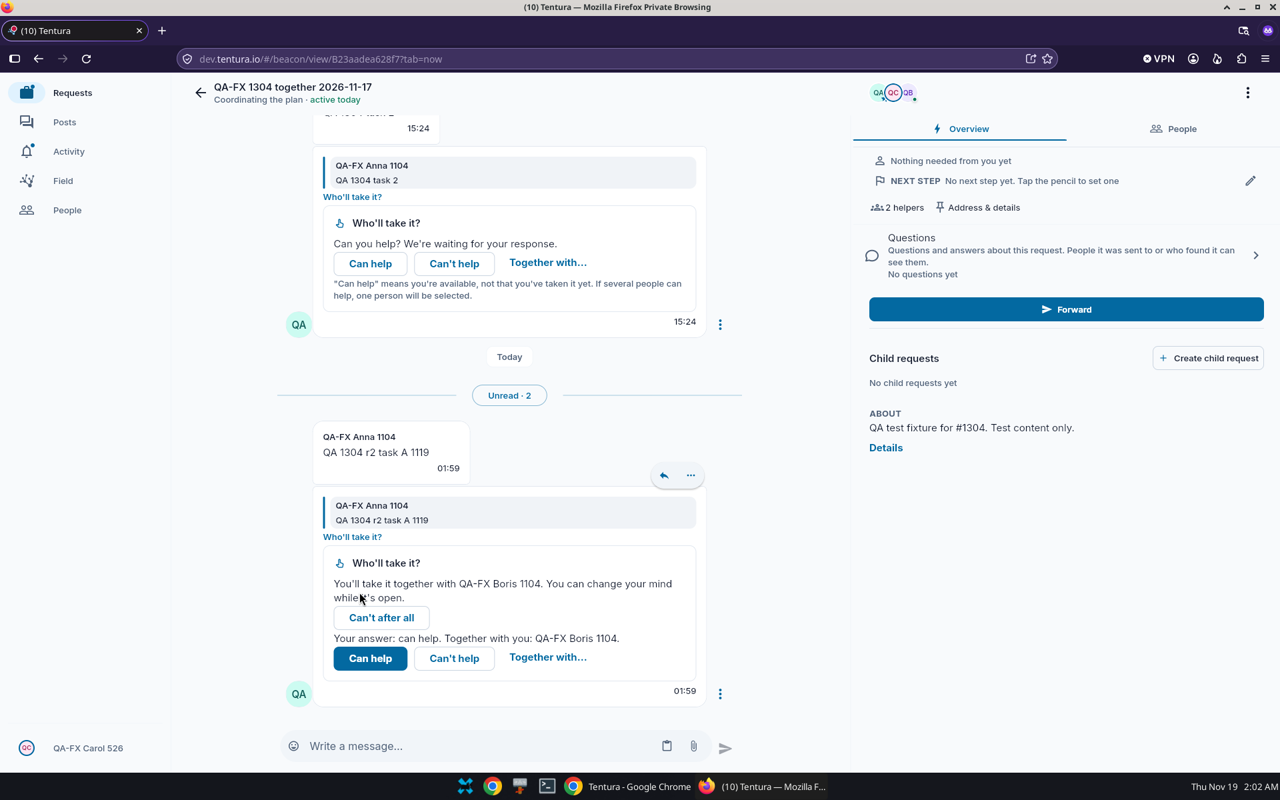 (10) Tentura — Mozilla Firefox Private Browsing
(10) Tentura
dev.tentura.io/#/beacon/view/B23aadea628f7?tab=now
VPN
Requests
Posts
Activity
Field
People
QA-FX Carol 526
QA-FX 1304 together 2026-11-17
Coordinating the plan · active today
15:24
QA-FX Anna 1104
QA 1304 task 2
Who'll take it?
Who'll take it?
Can you help? We're waiting for your response.
Can help
Can't help
Together with...
"Can help" means you're available, not that you've taken it yet. If several people can
help, one person will be selected.
QA
15:24
Today
Unread · 2
QA-FX Anna 1104
QA 1304 r2 task A 1119
01:59
QA-FX Anna 1104
QA 1304 r2 task A 1119
Who'll take it?
Who'll take it?
You'll take it together with QA-FX Boris 1104. You can change your mind
while it's open.
Can't after all
Your answer: can help. Together with you: QA-FX Boris 1104.
Can help
Can't help
Together with...
QA
01:59
Write a message...
QA
QC
QB
Overview
People
Nothing needed from you yet
NEXT STEP No next step yet. Tap the pencil to set one
2 helpers
Address & details
Questions
Questions and answers about this request. People it was sent to or who found it can
see them.
No questions yet
Forward
Child requests
Create child request
No child requests yet
ABOUT
QA test fixture for #1304. Test content only.
Details
QC
Tentura - Google Chrome
(10) Tentura — Mozilla F...
Thu Nov 19 2:02 AM